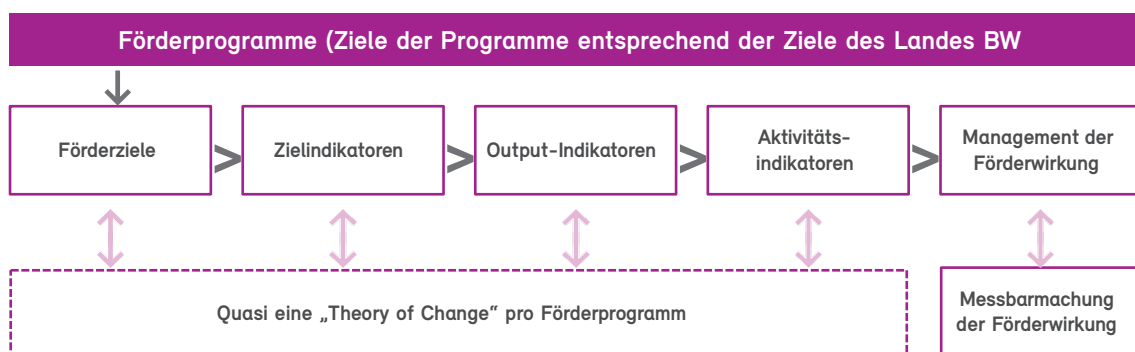 Förderprogramme (Ziele der Programme entsprechend der Ziele des Landes BW
Förderziele
>
Zielindikatoren
>
Output-Indikatoren
>
Aktivitäts-
indikatoren
>
Management der
Förderwirkung
Quasi eine „Theory of Change“ pro Förderprogramm
Messbarmachung
der Förderwirkung